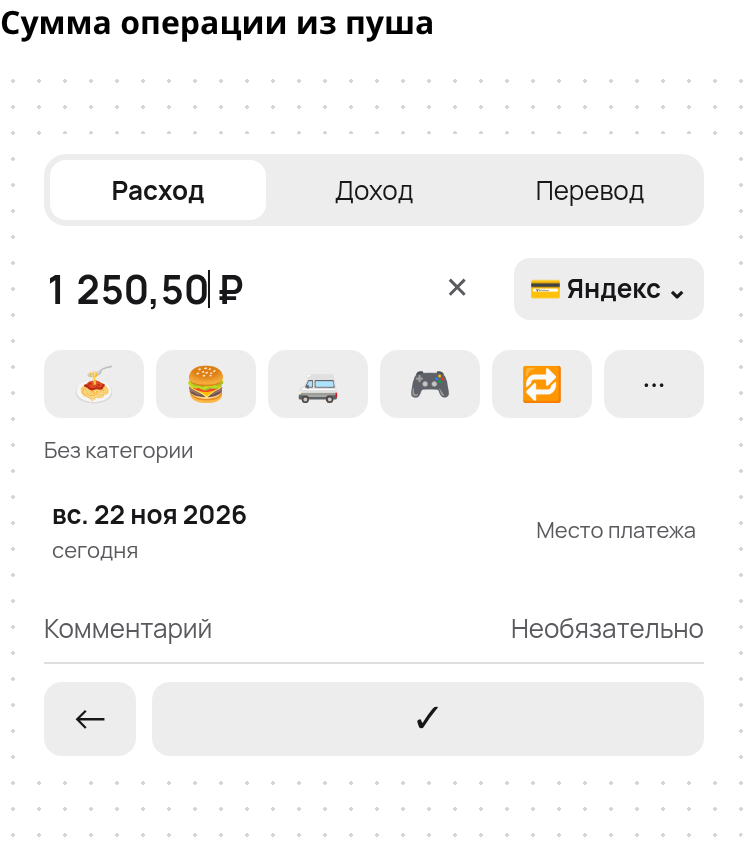 Сумма операции из пуша
Расход Доход Перевод
1 250,50 ₽ × 💳 Яндекс
...
Без категории
вс. 22 ноя 2026
сегодня
Место платежа
Комментарий Необязательно
← ✓